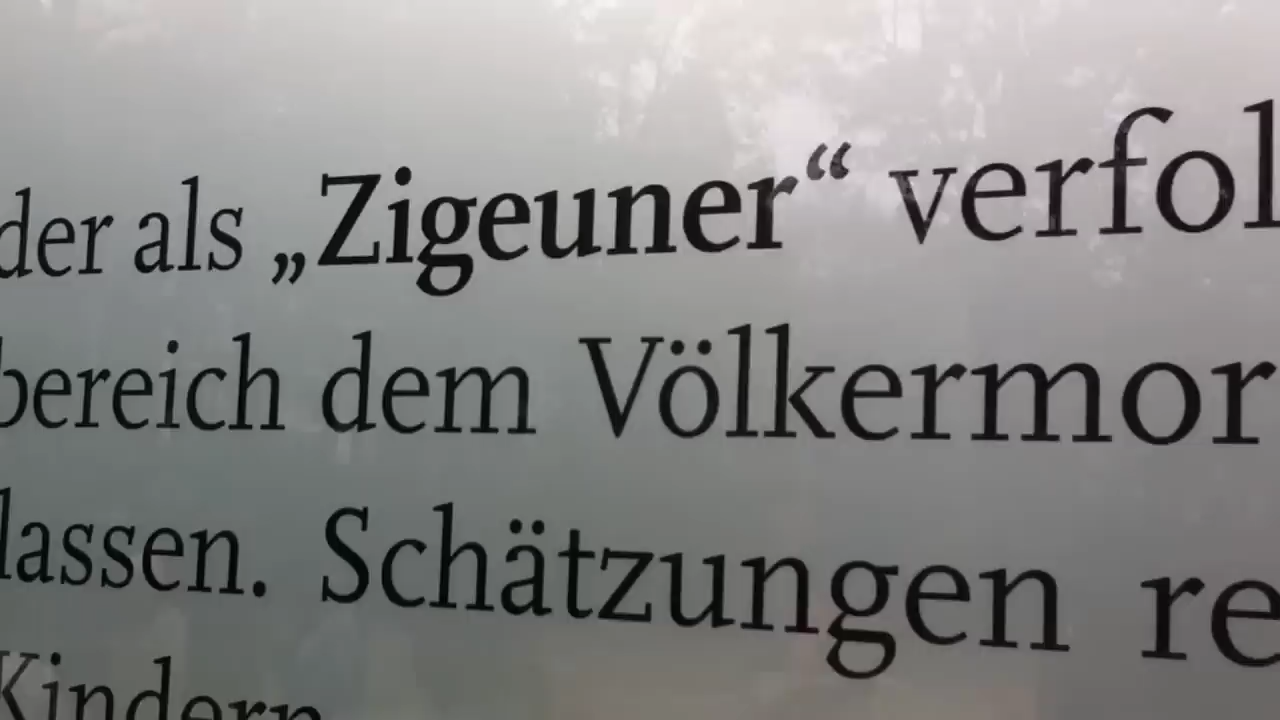 der als „Zigeuner“ verfol
bereich dem Völkermor
lassen. Schätzungen re
Kindern